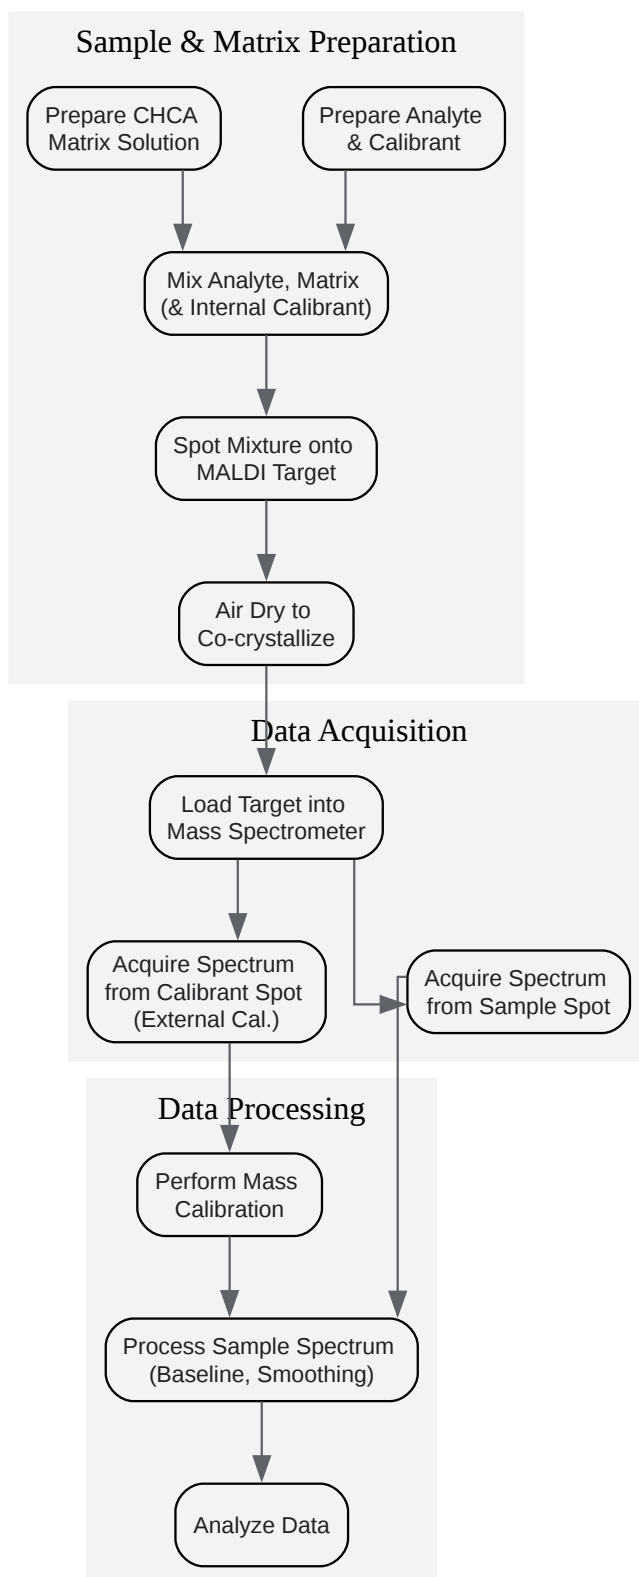 Sample & Matrix Preparation
Prepare CHCA
Matrix Solution
Prepare Analyte
& Calibrant
Mix Analyte, Matrix
(& Internal Calibrant)
Spot Mixture onto
MALDI Target
Air Dry to
Co-crystallize
Data Acquisition
Load Target into
Mass Spectrometer
Acquire Spectrum
from Calibrant Spot
(External Cal.)
Acquire Spectrum
from Sample Spot
Data Processing
Perform Mass
Calibration
Process Sample Spectrum
(Baseline, Smoothing)
Analyze Data